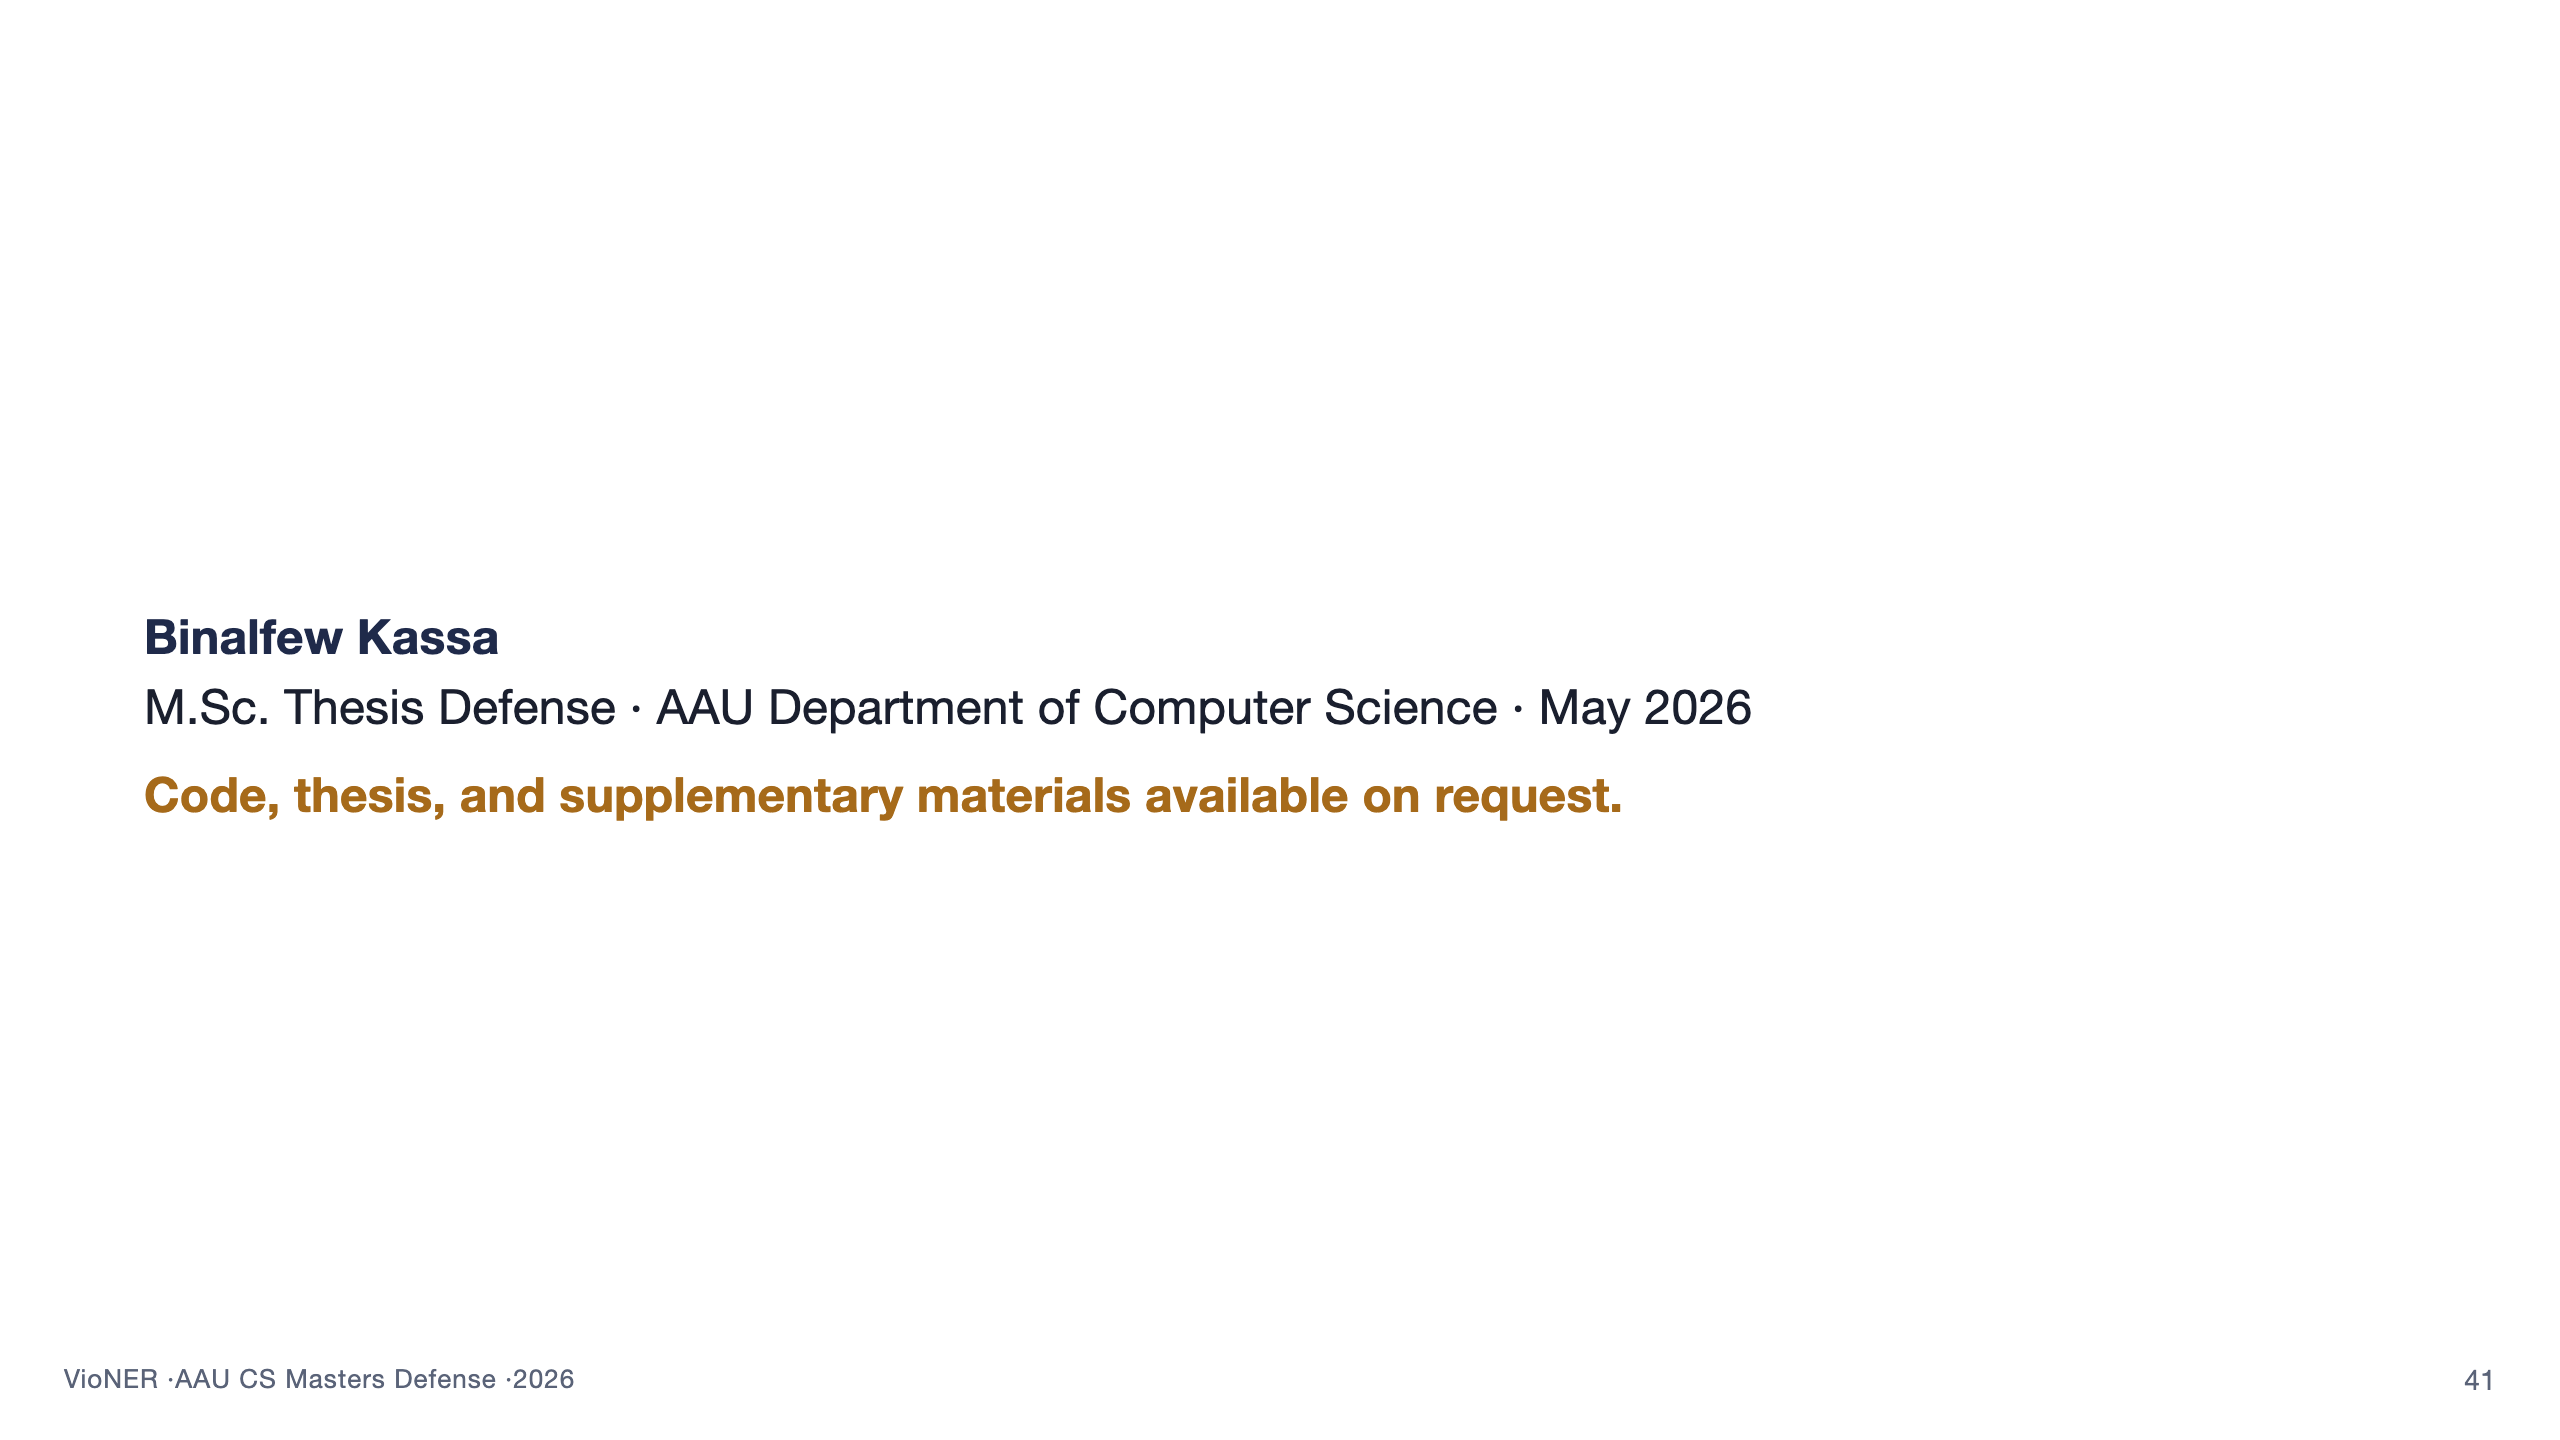 Binalfew Kassa
M.Sc. Thesis Defense · AAU Department of Computer Science · May 2026
Code, thesis, and supplementary materials available on request.
VioNER ·AAU CS Masters Defense ·2026
41